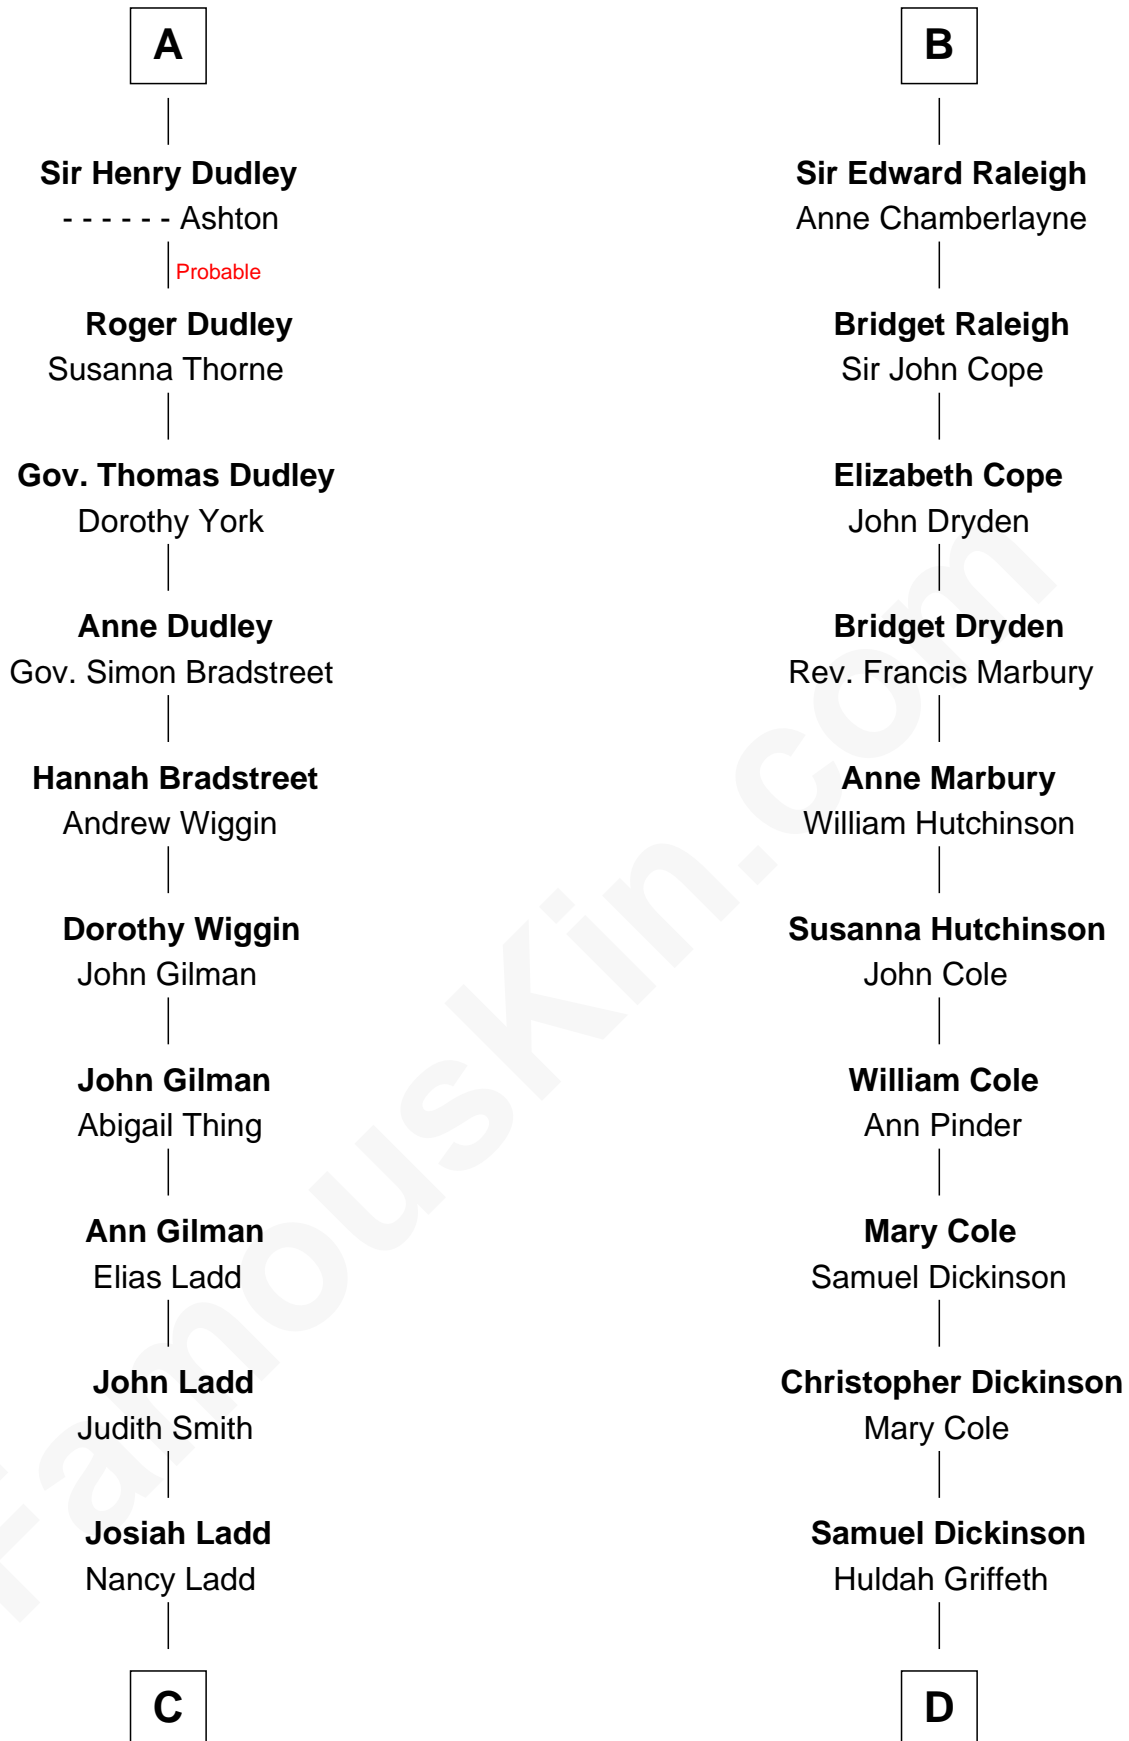 A
Sir Henry Dudley
- - - - - - Ashton
Probable
Roger Dudley
Susanna Thorne
Gov. Thomas Dudley
Dorothy York
Anne Dudley
Gov. Simon Bradstreet
Hannah Bradstreet
Andrew Wiggin
Dorothy Wiggin
John Gilman
John Gilman
Abigail Thing
Ann Gilman
Elias Ladd
John Ladd
Judith Smith
Josiah Ladd
Nancy Ladd
C
B
Sir Edward Raleigh
Anne Chamberlayne
Bridget Raleigh
Sir John Cope
Elizabeth Cope
John Dryden
Bridget Dryden
Rev. Francis Marbury
Anne Marbury
William Hutchinson
Susanna Hutchinson
John Cole
William Cole
Ann Pinder
Mary Cole
Samuel Dickinson
Christopher Dickinson
Mary Cole
Samuel Dickinson
Huldah Griffeth
D
FamousKin.com